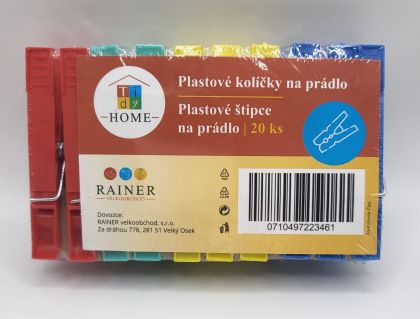 Tidy
HOME
Plastové kolíčky na prádlo
Plastové štipce
na prádlo | 20 ks
RAINER
VELKOOBCHOD
Dovozce:
RAINER velkoobchod, s.r.o.
Za dráhou 778, 281 51 Velký Osek
0710497223461